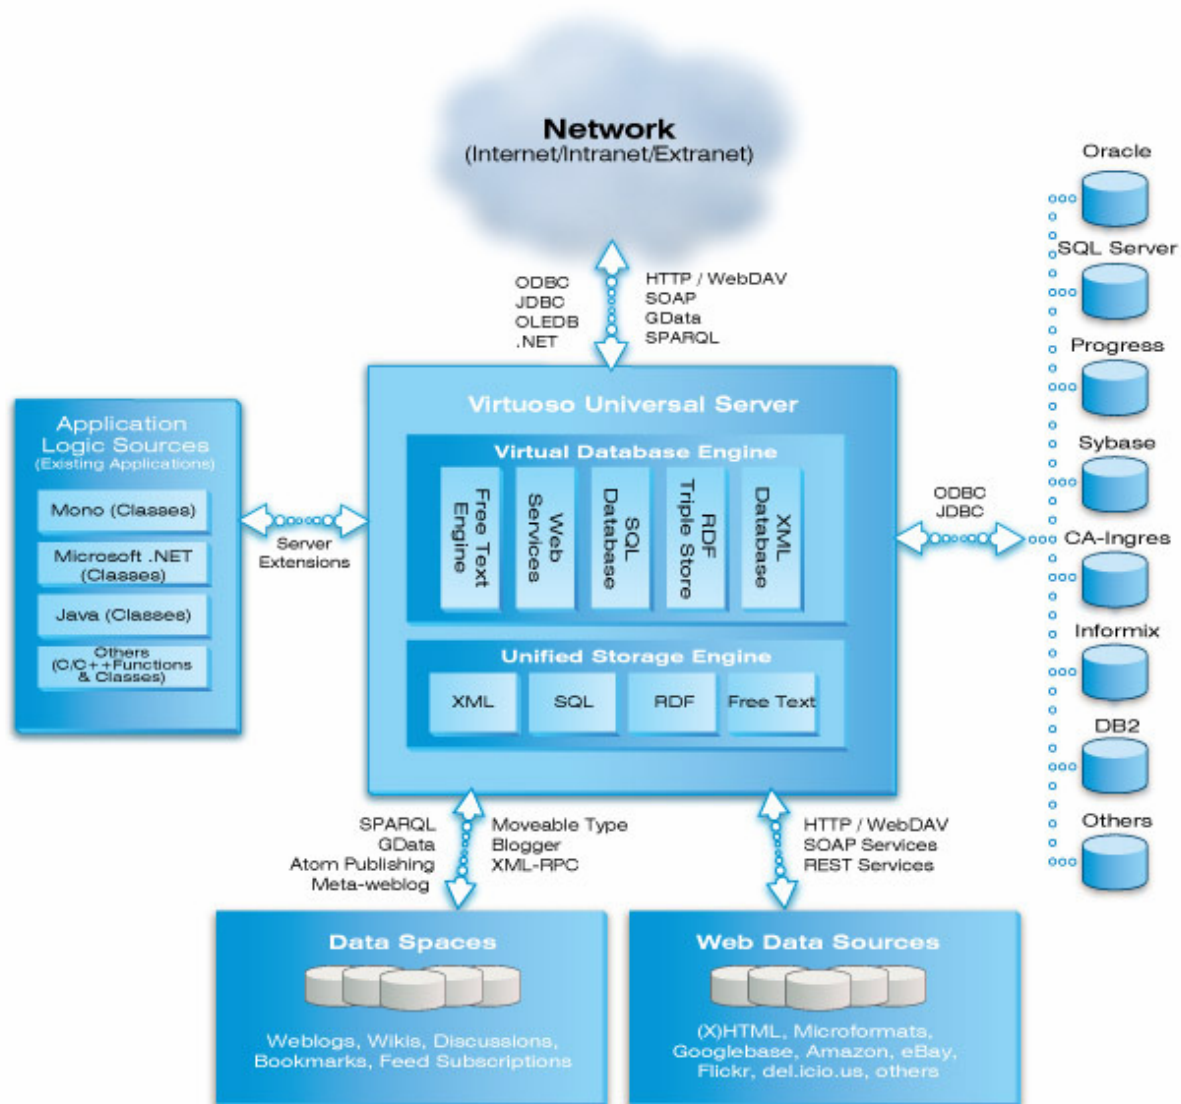 Network
(Internet/Intranet/Extranet)
ODBC
JDBC
OLEDB
.NET
HTTP / WebDAV
SOAP
GData
SPARQL
Oracle
SQL Server
Progress
Sybase
CA-Ingres
Informix
DB2
Others
ODBC
JDBC
Application
Logic Sources
(Existing Applications)
Mono (Classes)
Microsoft .NET
(Classes)
Java (Classes)
Others
(C/C++Functions
& Classes)
Server
Extensions
Virtuoso Universal Server
Virtual Database Engine
Free Text
Engine
Web
Services
SQL
Database
RDF
Triple Store
XML
Database
Unified Storage Engine
XML
SQL
RDF
Free Text
SPARQL
GData
Atom Publishing
Meta-weblog
Moveable Type
Blogger
XML-RPC
HTTP / WebDAV
SOAP Services
REST Services
Data Spaces
Weblogs, Wikis, Discussions,
Bookmarks, Feed Subscriptions
Web Data Sources
(X)HTML, Microformats,
Googlebase, Amazon, eBay,
Flickr, del.icio.us, others